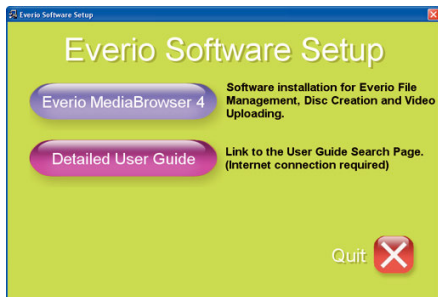 Everio Software Setup
Everio Software Setup
Everio MediaBrowser 4
Software installation for Everio File
Management, Disc Creation and Video
Uploading.
Detailed User Guide
Link to the User Guide Search Page.
(Internet connection required)
Quit